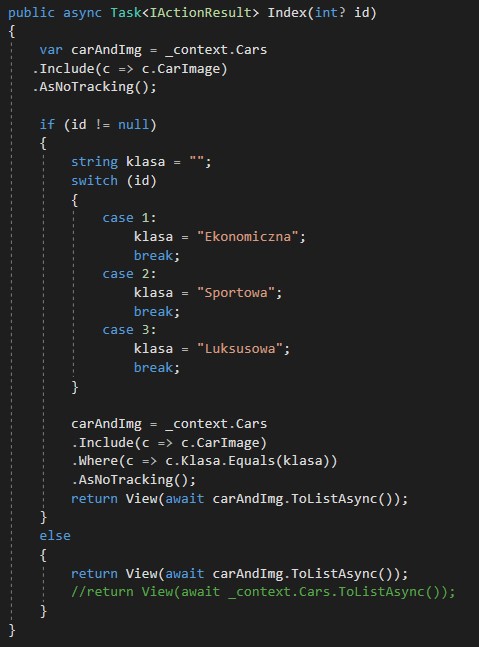 public async Task<IActionResult> Index(int? id)
{
    var carAndImg = _context.Cars
   .Include(c => c.CarImage)
   .AsNoTracking();

    if (id != null)
    {
        string klasa = "";
        switch (id)
        {
            case 1:
                klasa = "Ekonomiczna";
                break;
            case 2:
                klasa = "Sportowa";
                break;
            case 3:
                klasa = "Luksusowa";
                break;
        }

        carAndImg = _context.Cars
        .Include(c => c.CarImage)
        .Where(c => c.Klasa.Equals(klasa))
        .AsNoTracking();
        return View(await carAndImg.ToListAsync());
    }
    else
    {
        return View(await carAndImg.ToListAsync());
        //return View(await _context.Cars.ToListAsync());
    }
}